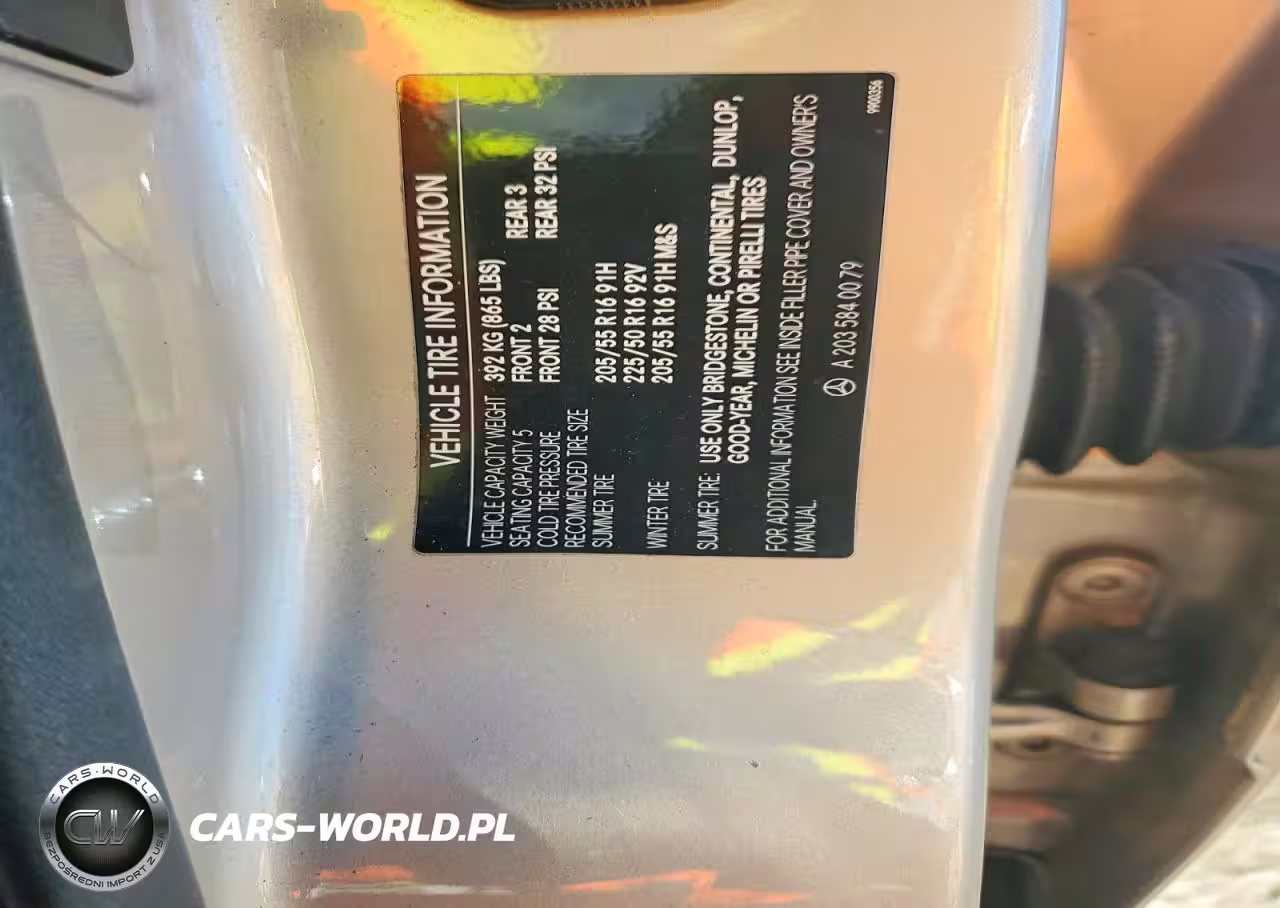 VEHICLE TIRE INFORMATION
VEHICLE CAPACITY WEIGHT 392 KG (865 LBS)
SEATING CAPACITY 5 FRONT 2 REAR 3
COLD TIRE PRESSURE FRONT 28 PSI REAR 32 PSI
RECOMMENDED TIRE SIZE
SUMMER TIRE 205/55 R16 91H
225/50 R16 92V
WINTER TIRE 205/55 R16 91H M&S
SUMMER TIRE: USE ONLY BRIDGESTONE, CONTINENTAL, DUNLOP,
GOOD-YEAR, MICHELIN OR PIRELLI TIRES
FOR ADDITIONAL INFORMATION SEE INSIDE FILLER PIPE COVER AND OWNER'S
MANUAL.
A 203 584 00 79
9900356
CARS-WORLD
CW
BEZPOŚREDNI IMPORT Z USA
CARS-WORLD.PL